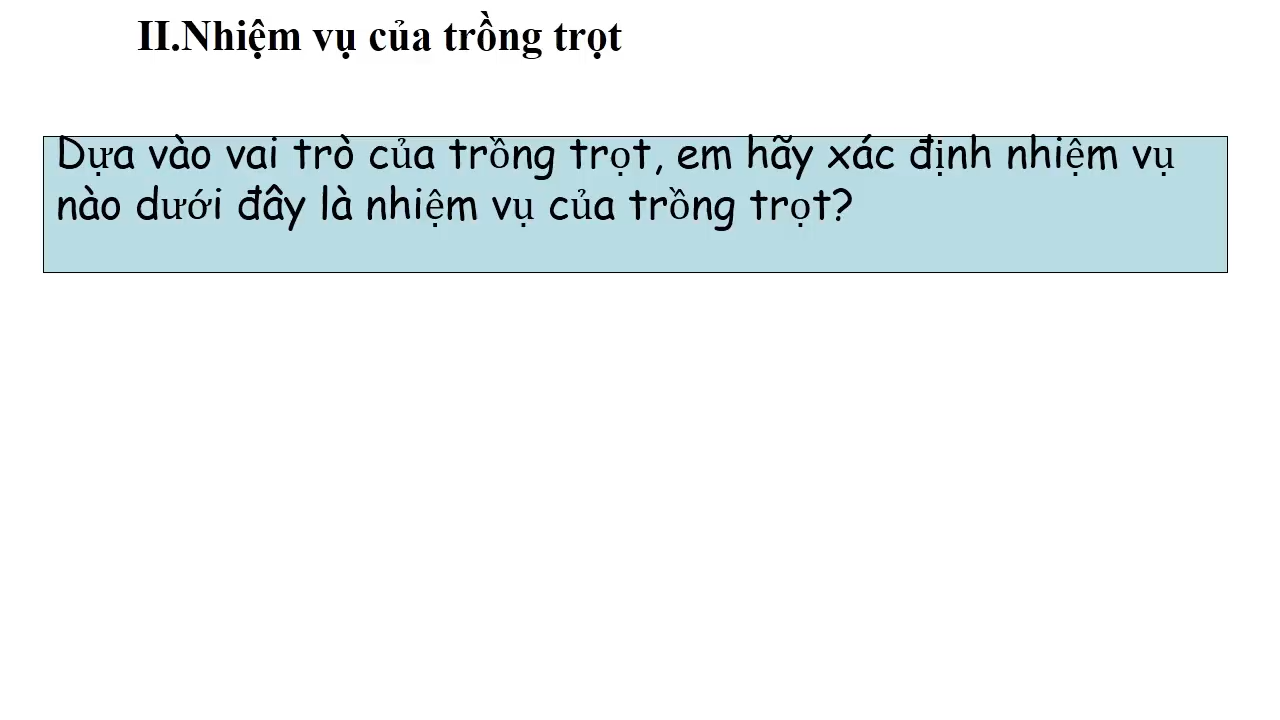 II.Nhiệm vụ của trồng trọt
Dựa vào vai trò của trồng trọt, em hãy xác định nhiệm vụ
nào dưới đây là nhiệm vụ của trồng trọt?